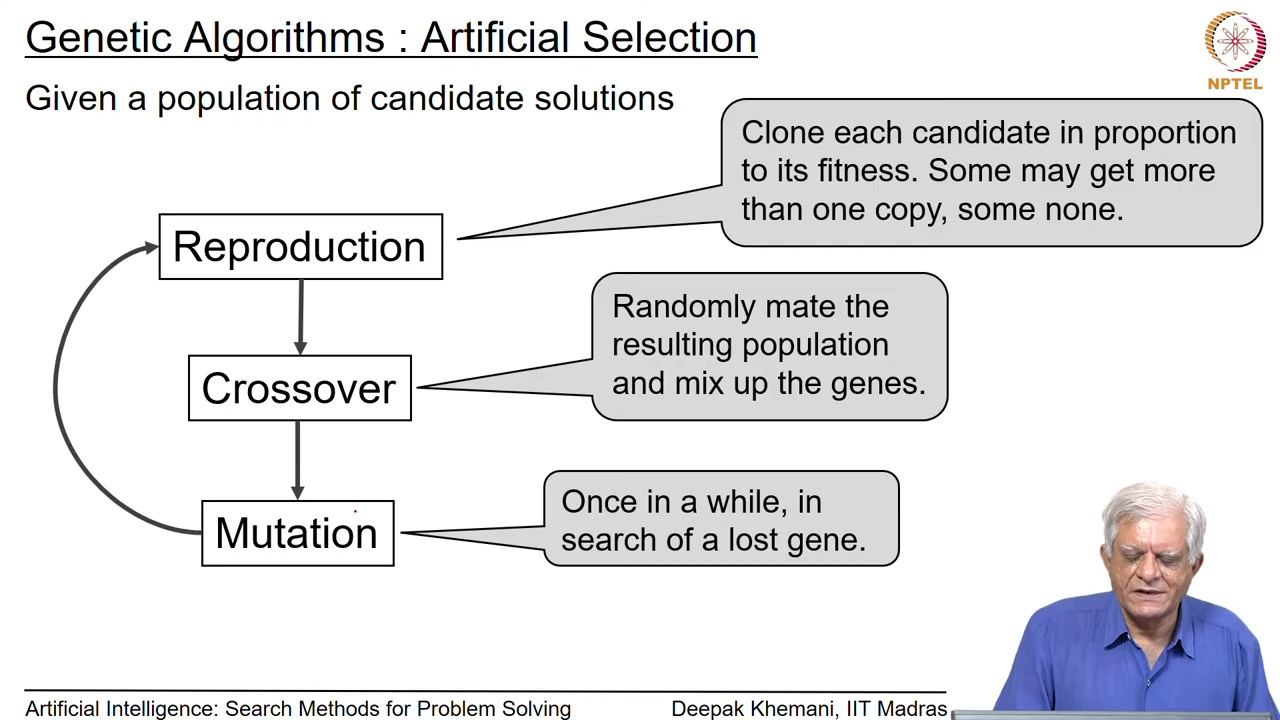 Genetic Algorithms : Artificial Selection
NPTEL
Given a population of candidate solutions
Clone each candidate in proportion
to its fitness. Some may get more
than one copy, some none.
Reproduction
Randomly mate the
resulting population
and mix up the genes.
Crossover
Once in a while, in
search of a lost gene.
Mutation
Artificial Intelligence: Search Methods for Problem Solving
Deepak Khemani, IIT Madras